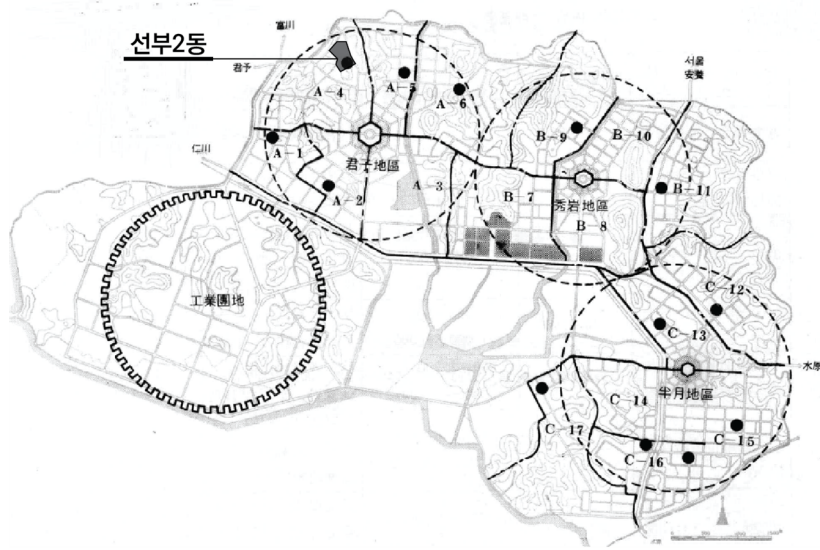 富川
선부2동
君子
서울
安養
A-4
A-5
A-6
B-9
B-10
仁川
A-1
君子地區
A-2
A-3
B-7
秀岩地區
B-8
B-11
工業團地
C-12
C-13
水原
半月地區
C-14
C-15
C-16
C-17